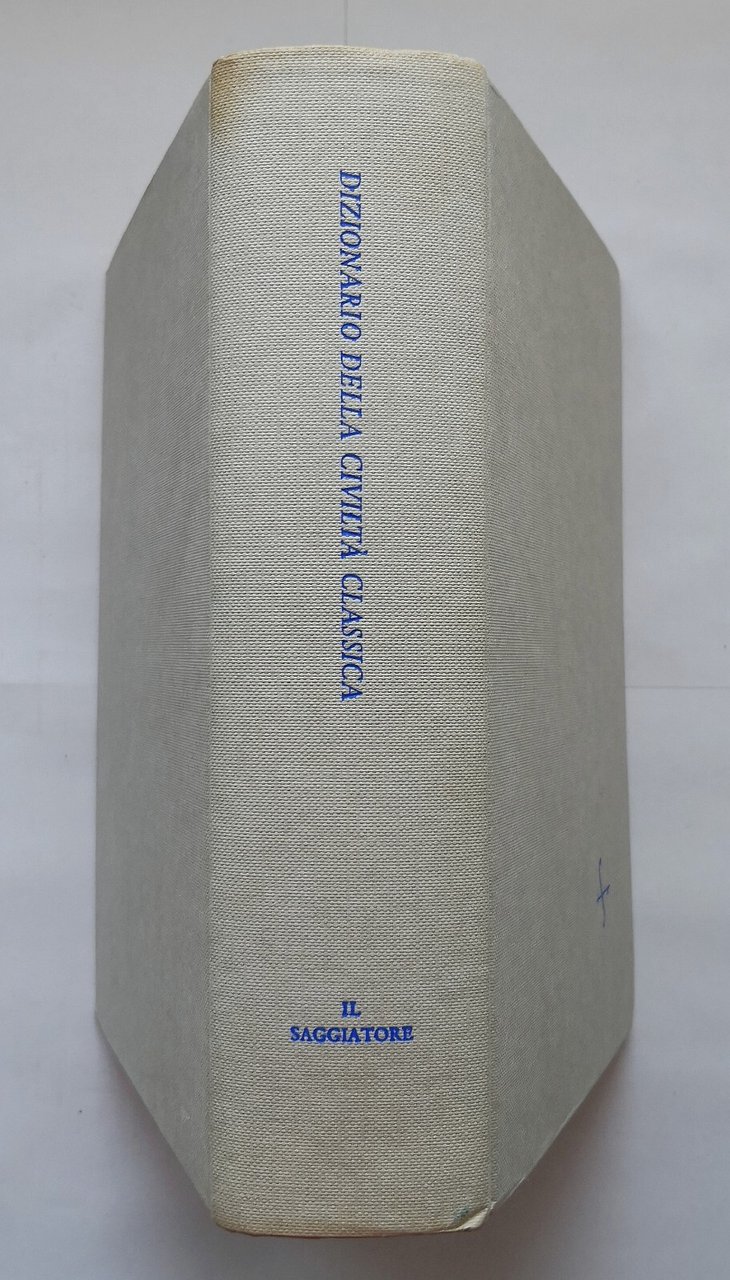 DIZIONARIO DELLA CIVILTÀ CLASSICA
IL
SAGGIATORE